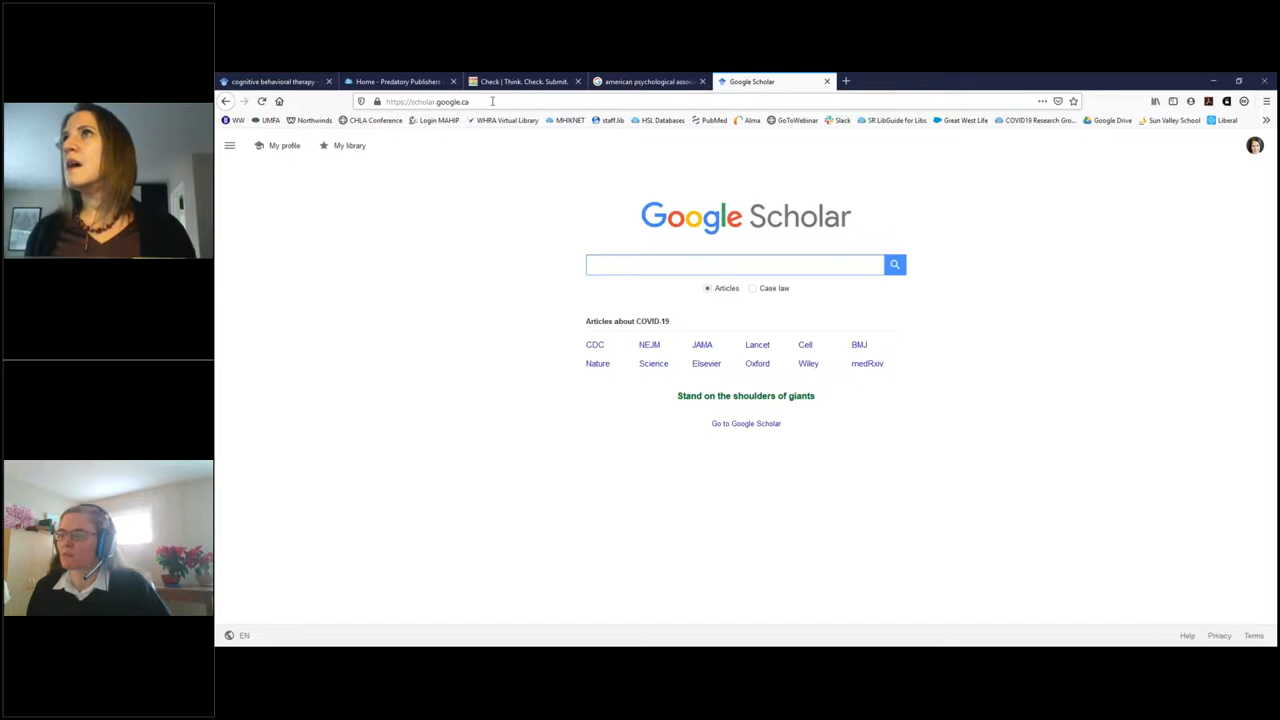 cognitive behavioral therapy -
Home - Predatory Publishers -
Check | Think. Check. Submit.
american psychological assoc
Google Scholar
https://scholar.google.ca
WW
UMFA
Northwinds
CHLA Conference
Login MAHIP
WHRA Virtual Library
MHIKNET
staff.lib
HSL Databases
PubMed
Alma
GoToWebinar
Slack
SR LibGuide for Libs
Great West Life
COVID19 Research Gro...
Google Drive
Sun Valley School
Liberal
My profile
My library
Google Scholar
Articles
Case law
Articles about COVID-19
CDC NEJM JAMA Lancet Cell BMJ
Nature Science Elsevier Oxford Wiley medRxiv
Stand on the shoulders of giants
Go to Google Scholar
EN
Help Privacy Terms